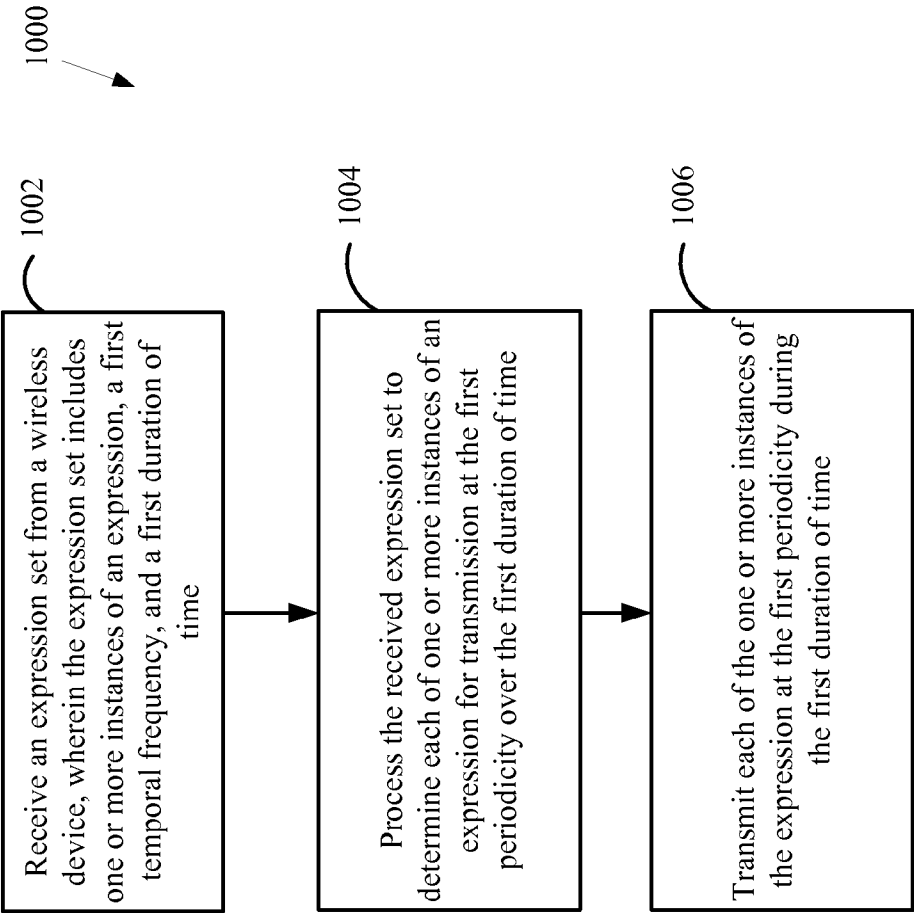 1000
1002
Receive an expression set from a wireless
device, wherein the expression set includes
one or more instances of an expression, a first
temporal frequency, and a first duration of
time
1004
Process the received expression set to
determine each of one or more instances of an
expression for transmission at the first
periodicity over the first duration of time
1006
Transmit each of the one or more instances of
the expression at the first periodicity during
the first duration of time